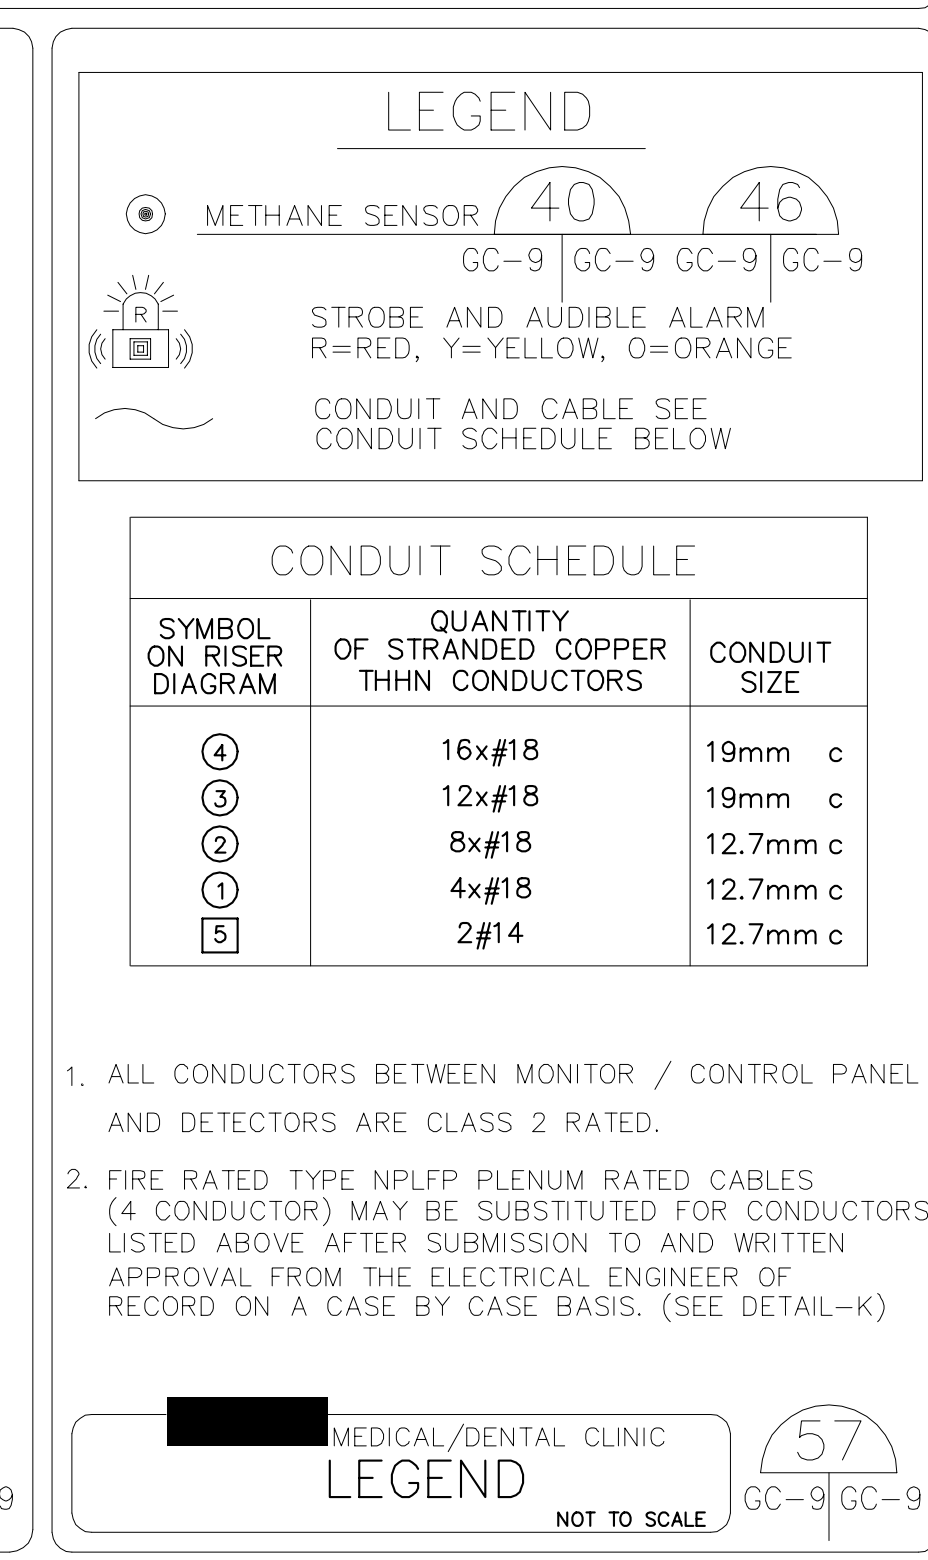 LEGEND
METHANE SENSOR 40 46
GC-9 GC-9 GC-9 GC-9
R
STROBE AND AUDIBLE ALARM
R=RED, Y=YELLOW, O=ORANGE
CONDUIT AND CABLE SEE
CONDUIT SCHEDULE BELOW
CONDUIT SCHEDULE
SYMBOL
ON RISER
DIAGRAM
QUANTITY
OF STRANDED COPPER
THHN CONDUCTORS
CONDUIT
SIZE
4 16x#18 19mm c
3 12x#18 19mm c
2 8x#18 12.7mm c
1 4x#18 12.7mm c
5 2#14 12.7mm c
1. ALL CONDUCTORS BETWEEN MONITOR / CONTROL PANEL
AND DETECTORS ARE CLASS 2 RATED.
2. FIRE RATED TYPE NPLFP PLENUM RATED CABLES
(4 CONDUCTOR) MAY BE SUBSTITUTED FOR CONDUCTORS
LISTED ABOVE AFTER SUBMISSION TO AND WRITTEN
APPROVAL FROM THE ELECTRICAL ENGINEER OF
RECORD ON A CASE BY CASE BASIS. (SEE DETAIL-K)
MEDICAL/DENTAL CLINIC
LEGEND
NOT TO SCALE
57
GC-9 GC-9
9